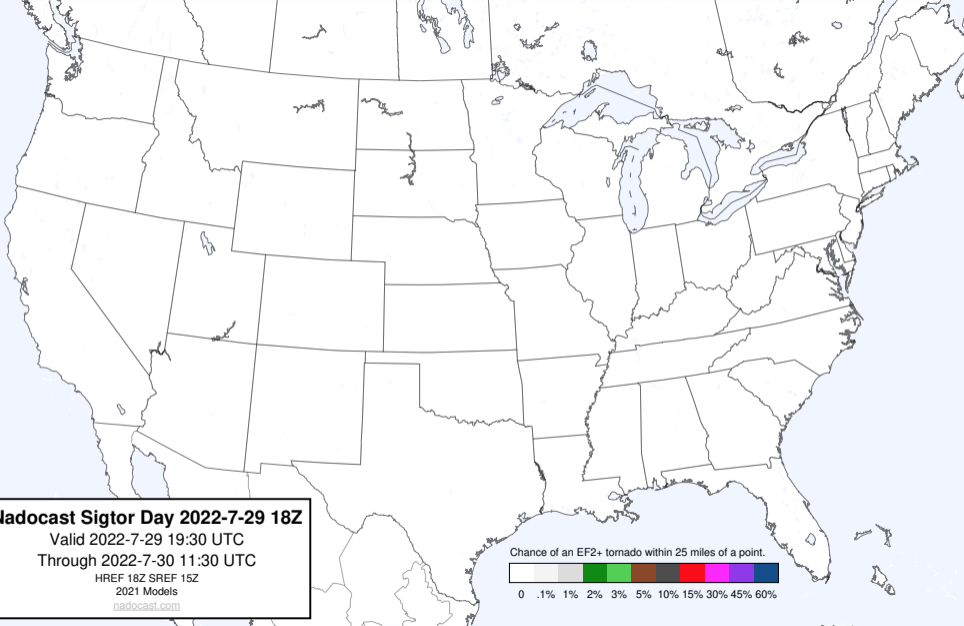 Nadocast Sigtor Day 2022-7-29 18Z
Valid 2022-7-29 19:30 UTC
Through 2022-7-30 11:30 UTC
HREF 18Z SREF 15Z
2021 Models
nadocast.com
Chance of an EF2+ tornado within 25 miles of a point.
0 .1% 1% 2% 3% 5% 10% 15% 30% 45% 60%